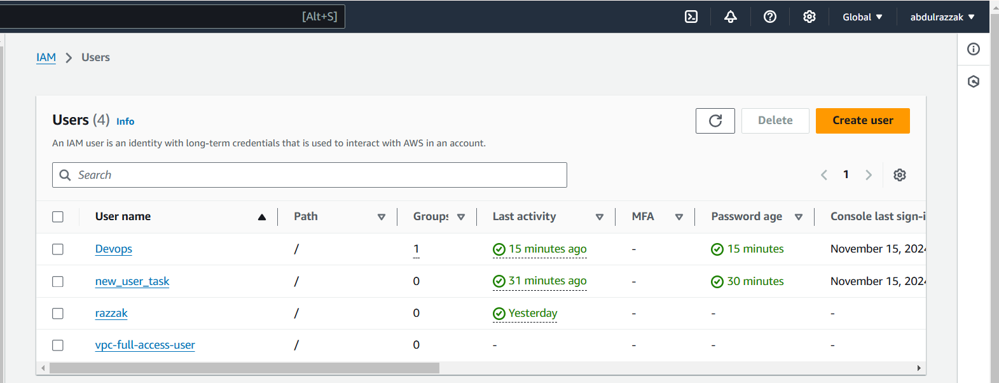 [Alt+S] Global abdulrazzak
IAM Users
Users (4) Info
Delete Create user
An IAM user is an identity with long-term credentials that is used to interact with AWS in an account.
Search 1
User name Path Groups Last activity MFA Password age Console last sign-i
Devops / 1 15 minutes ago - 15 minutes November 15, 2024
new_user_task / 0 31 minutes ago - 30 minutes November 15, 2024
razzak / 0 Yesterday - - -
vpc-full-access-user / 0 - - - -